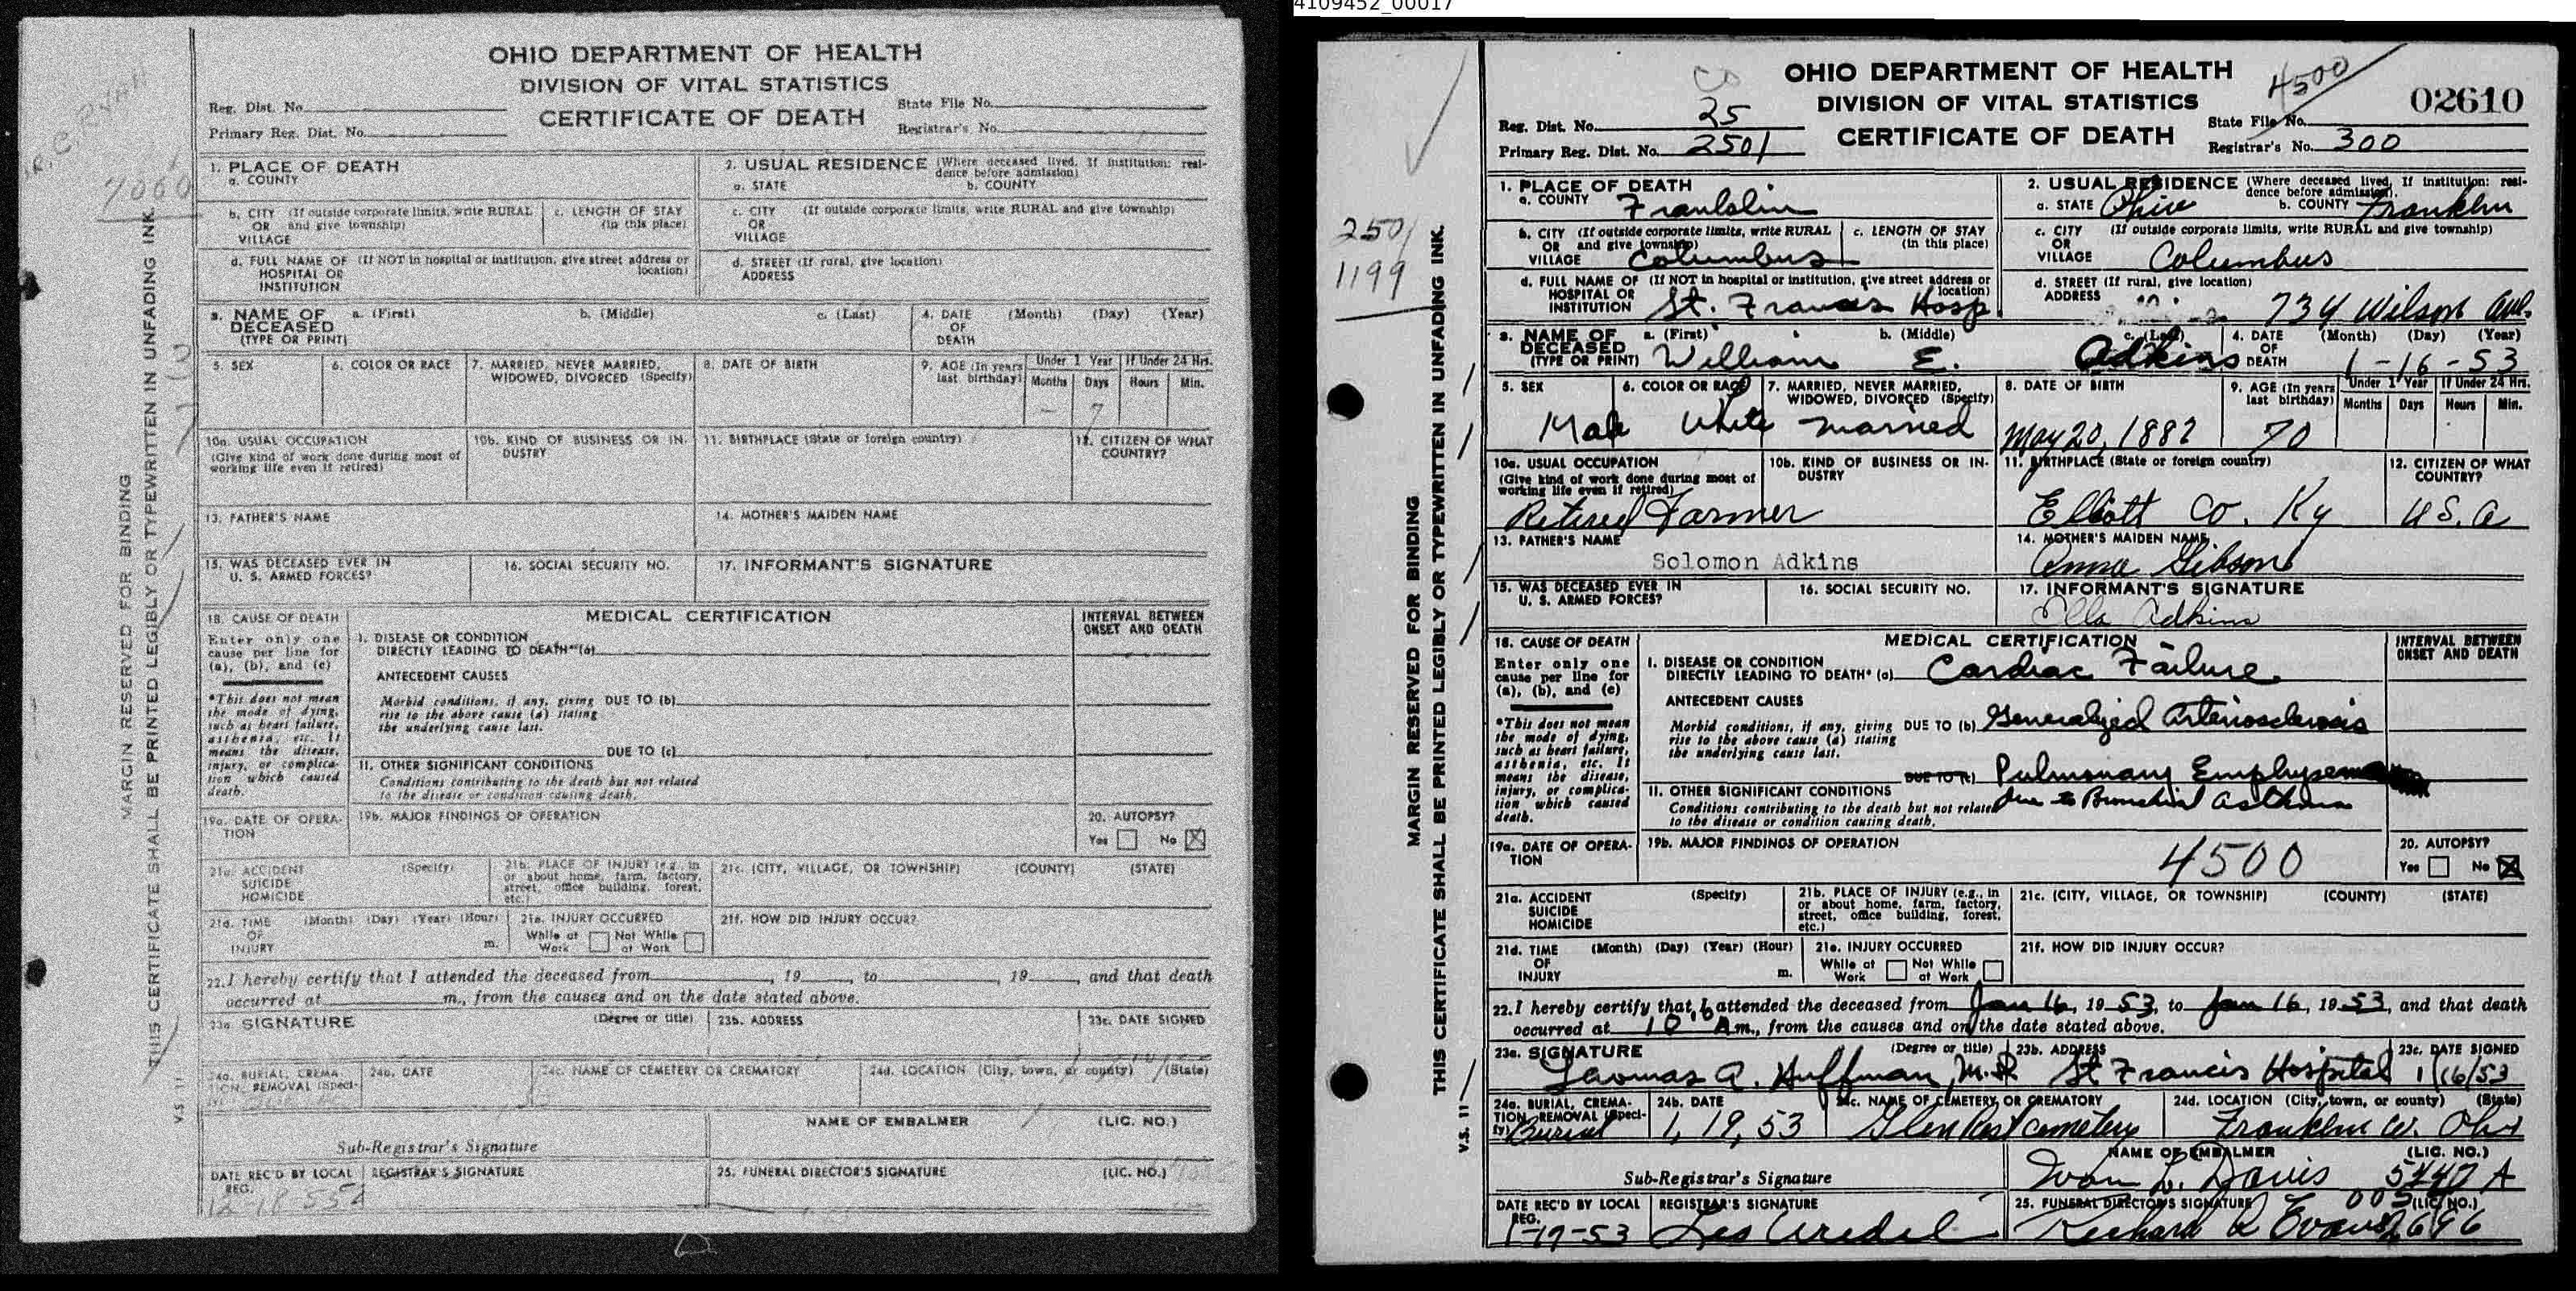 R. C. RYAN
7060
MARGIN RESERVED FOR BINDING
THIS CERTIFICATE SHALL BE PRINTED LEGIBLY OR TYPEWRITTEN IN UNFADING INK.
V.S. 11
OHIO DEPARTMENT OF HEALTH
DIVISION OF VITAL STATISTICS
CERTIFICATE OF DEATH
Reg. Dist. No.
Primary Reg. Dist. No.
State File No.
Registrar's No.
1. PLACE OF DEATH
a. COUNTY
2. USUAL RESIDENCE (Where deceased lived. If institution: resi-
dence before admission)
a. STATE b. COUNTY
b. CITY (If outside corporate limits, write RURAL
OR and give township)
VILLAGE
c. LENGTH OF STAY
(in this place)
c. CITY (If outside corporate limits, write RURAL and give township)
OR
VILLAGE
d. FULL NAME OF (If NOT in hospital or institution, give street address or
HOSPITAL OR location)
INSTITUTION
d. STREET (If rural, give location)
ADDRESS
3. NAME OF a. (First) b. (Middle) c. (Last)
DECEASED
(TYPE OR PRINT)
4. DATE (Month) (Day) (Year)
OF
DEATH
5. SEX
6. COLOR OR RACE
7. MARRIED, NEVER MARRIED,
WIDOWED, DIVORCED (Specify)
8. DATE OF BIRTH
9. AGE (In years
last birthday)
Under 1 Year If Under 24 Hrs.
Months Days Hours Min.
- 7
10a. USUAL OCCUPATION
(Give kind of work done during most of
working life even if retired)
10b. KIND OF BUSINESS OR IN-
DUSTRY
11. BIRTHPLACE (State or foreign country)
12. CITIZEN OF WHAT
COUNTRY?
13. FATHER'S NAME
14. MOTHER'S MAIDEN NAME
15. WAS DECEASED EVER IN
U. S. ARMED FORCES?
16. SOCIAL SECURITY NO.
17. INFORMANT'S SIGNATURE
18. CAUSE OF DEATH
Enter only one
cause per line for
(a), (b), and (c)
*This does not mean
the mode of dying,
such as heart failure,
asthenia, etc. It
means the disease,
injury, or complica-
tion which caused
death.
MEDICAL CERTIFICATION
INTERVAL BETWEEN
ONSET AND DEATH
I. DISEASE OR CONDITION
DIRECTLY LEADING TO DEATH* (a)
ANTECEDENT CAUSES
Morbid conditions, if any, giving DUE TO (b)
rise to the above cause (a) stating
the underlying cause last.
DUE TO (c)
II. OTHER SIGNIFICANT CONDITIONS
Conditions contributing to the death but not related
to the disease or condition causing death.
19a. DATE OF OPERA-
TION
19b. MAJOR FINDINGS OF OPERATION
20. AUTOPSY?
Yes No X
21a. ACCIDENT (Specify)
SUICIDE
HOMICIDE
21b. PLACE OF INJURY (e.g., in
or about home, farm, factory,
street, office building, forest,
etc.)
21c. (CITY, VILLAGE, OR TOWNSHIP) (COUNTY) (STATE)
21d. TIME (Month) (Day) (Year) (Hour)
OF
INJURY m.
21e. INJURY OCCURRED
While at Not While
Work at Work
21f. HOW DID INJURY OCCUR?
22. I hereby certify that I attended the deceased from , 19 , to , 19 , and that death
occurred at m., from the causes and on the date stated above.
23a. SIGNATURE (Degree or title)
23b. ADDRESS
23c. DATE SIGNED
24a. BURIAL, CREMA-
TION, REMOVAL (Speci-
fy)
24b. DATE
24c. NAME OF CEMETERY OR CREMATORY
24d. LOCATION (City, town, or county) (State)
NAME OF EMBALMER (LIC. NO.)
Sub-Registrar's Signature
DATE REC'D BY LOCAL
REG.
REGISTRAR'S SIGNATURE
25. FUNERAL DIRECTOR'S SIGNATURE (LIC. NO.)
4109452_00017
2501
1199
MARGIN RESERVED FOR BINDING
THIS CERTIFICATE SHALL BE PRINTED LEGIBLY OR TYPEWRITTEN IN UNFADING INK.
V.S. 11
OHIO DEPARTMENT OF HEALTH
DIVISION OF VITAL STATISTICS
CERTIFICATE OF DEATH
4500
02610
Reg. Dist. No. 25
Primary Reg. Dist. No. 2501
State File No.
Registrar's No. 300
1. PLACE OF DEATH
a. COUNTY Franklin
2. USUAL RESIDENCE (Where deceased lived. If institution: resi-
dence before admission).
a. STATE Ohio b. COUNTY Franklin
b. CITY (If outside corporate limits, write RURAL
OR and give township)
VILLAGE Columbus
c. LENGTH OF STAY
(in this place)
c. CITY (If outside corporate limits, write RURAL and give township)
OR
VILLAGE Columbus
d. FULL NAME OF (If NOT in hospital or institution, give street address or
HOSPITAL OR location)
INSTITUTION St. Francis Hosp.
d. STREET (If rural, give location)
ADDRESS 734 Wilson Ave.
3. NAME OF a. (First) b. (Middle) c. (Last)
DECEASED
(TYPE OR PRINT) William E. Adkins
4. DATE (Month) (Day) (Year)
OF
DEATH 1-16-53
5. SEX
Male
6. COLOR OR RACE
White
7. MARRIED, NEVER MARRIED,
WIDOWED, DIVORCED (Specify)
Married
8. DATE OF BIRTH
May 20, 1882
9. AGE (In years
last birthday)
70
Under 1 Year If Under 24 Hrs.
Months Days Hours Min.
10a. USUAL OCCUPATION
(Give kind of work done during most of
working life even if retired)
Retired Farmer
10b. KIND OF BUSINESS OR IN-
DUSTRY
11. BIRTHPLACE (State or foreign country)
Elliott Co. Ky
12. CITIZEN OF WHAT
COUNTRY?
U.S.A
13. FATHER'S NAME
Solomon Adkins
14. MOTHER'S MAIDEN NAME
Anna Gibson
15. WAS DECEASED EVER IN
U. S. ARMED FORCES?
16. SOCIAL SECURITY NO.
17. INFORMANT'S SIGNATURE
Ella Adkins
18. CAUSE OF DEATH
Enter only one
cause per line for
(a), (b), and (c)
*This does not mean
the mode of dying,
such as heart failure,
asthenia, etc. It
means the disease,
injury, or complica-
tion which caused
death.
MEDICAL CERTIFICATION
INTERVAL BETWEEN
ONSET AND DEATH
I. DISEASE OR CONDITION
DIRECTLY LEADING TO DEATH* (a) Cardiac Failure
ANTECEDENT CAUSES
Morbid conditions, if any, giving DUE TO (b) Generalized Arteriosclerosis
rise to the above cause (a) stating
the underlying cause last.
DUE TO (c) Pulmonary Emphysema
II. OTHER SIGNIFICANT CONDITIONS
Conditions contributing to the death but not related due to Bronchial Asthma
to the disease or condition causing death.
19a. DATE OF OPERA-
TION
19b. MAJOR FINDINGS OF OPERATION
4500
20. AUTOPSY?
Yes No X
21a. ACCIDENT (Specify)
SUICIDE
HOMICIDE
21b. PLACE OF INJURY (e.g., in
or about home, farm, factory,
street, office building, forest,
etc.)
21c. (CITY, VILLAGE, OR TOWNSHIP) (COUNTY) (STATE)
21d. TIME (Month) (Day) (Year) (Hour)
OF
INJURY m.
21e. INJURY OCCURRED
While at Not While
Work at Work
21f. HOW DID INJURY OCCUR?
22. I hereby certify that I attended the deceased from Jan 16, 1953, to Jan 16, 1953, and that death
occurred at 10 A m., from the causes and on the date stated above.
23a. SIGNATURE (Degree or title)
Thomas A. Huffman, M.D.
23b. ADDRESS
St Francis Hospital
23c. DATE SIGNED
1/16/53
24a. BURIAL, CREMA-
TION, REMOVAL (Speci-
fy) Burial
24b. DATE
1, 19, 53
24c. NAME OF CEMETERY OR CREMATORY
Glen Rest Cemetery
24d. LOCATION (City, town, or county) (State)
Franklin Co. Ohio
NAME OF EMBALMER (LIC. NO.)
Ivan L. Davis 5440 A
Sub-Registrar's Signature
DATE REC'D BY LOCAL
REG.
1-19-53
REGISTRAR'S SIGNATURE
25. FUNERAL DIRECTOR'S SIGNATURE (LIC. NO.)
Richard R Evans 2696